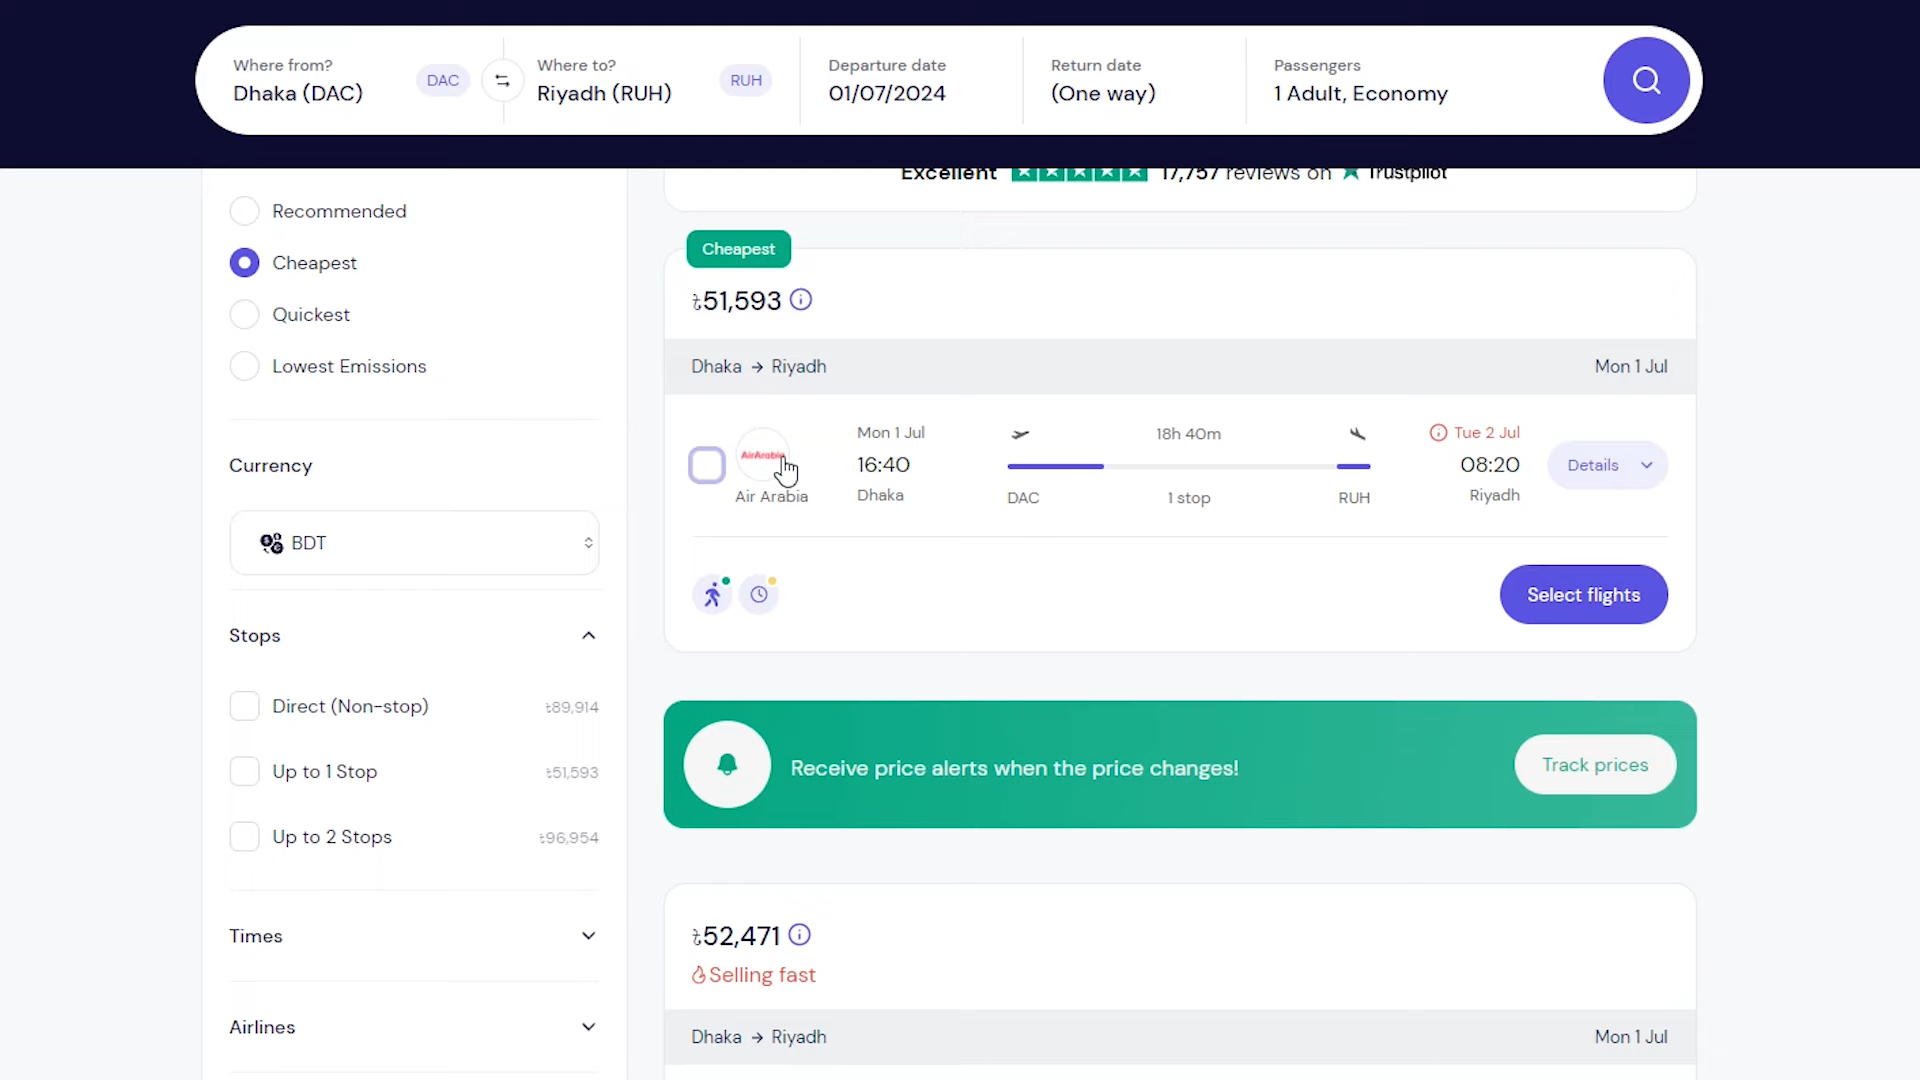 Where from?
Dhaka (DAC)
DAC
Where to?
Riyadh (RUH)
RUH
Departure date
01/07/2024
Return date
(One way)
Passengers
1 Adult, Economy
Excellent 17,757 reviews on Trustpilot
Recommended
Cheapest
Quickest
Lowest Emissions
Currency
BDT
Stops
Direct (Non-stop) ৳89,914
Up to 1 Stop ৳51,593
Up to 2 Stops ৳96,954
Times
Airlines
Cheapest
৳51,593
Dhaka → Riyadh Mon 1 Jul
AirArabia
Air Arabia
Mon 1 Jul
16:40
Dhaka
18h 40m
DAC 1 stop RUH
Tue 2 Jul
08:20
Riyadh
Details
Select flights
Receive price alerts when the price changes!
Track prices
৳52,471
Selling fast
Dhaka → Riyadh Mon 1 Jul